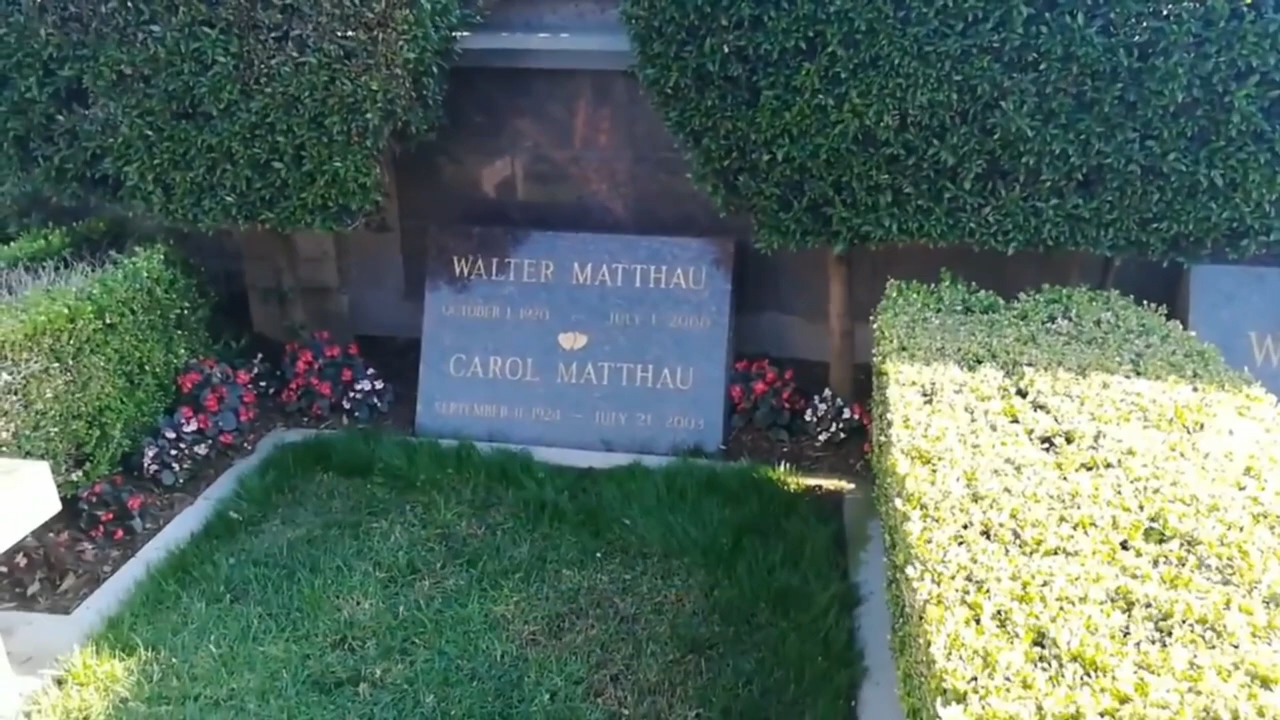 WALTER MATTHAU
OCTOBER 1, 1920 – JULY 1, 2000
CAROL MATTHAU
SEPTEMBER 11, 1924 – JULY 21, 2003
W